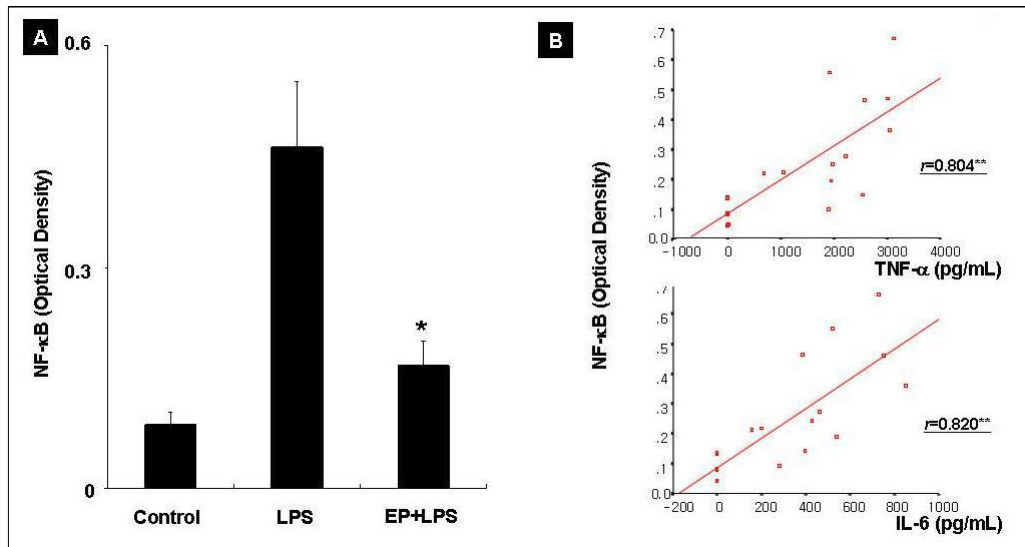 A
0.6
0.3
0
NF-κB (Optical Density)
Control LPS EP+LPS
*
B
.7
.6
.5
.4
.3
.2
.1
0.0
-1000 0 1000 2000 3000 4000
TNF-α (pg/mL)
NF-κB (Optical Density)
r=0.804**
.7
.6
.5
.4
.3
.2
.1
0.0
-200 0 200 400 600 800 1000
IL-6 (pg/mL)
r=0.820**